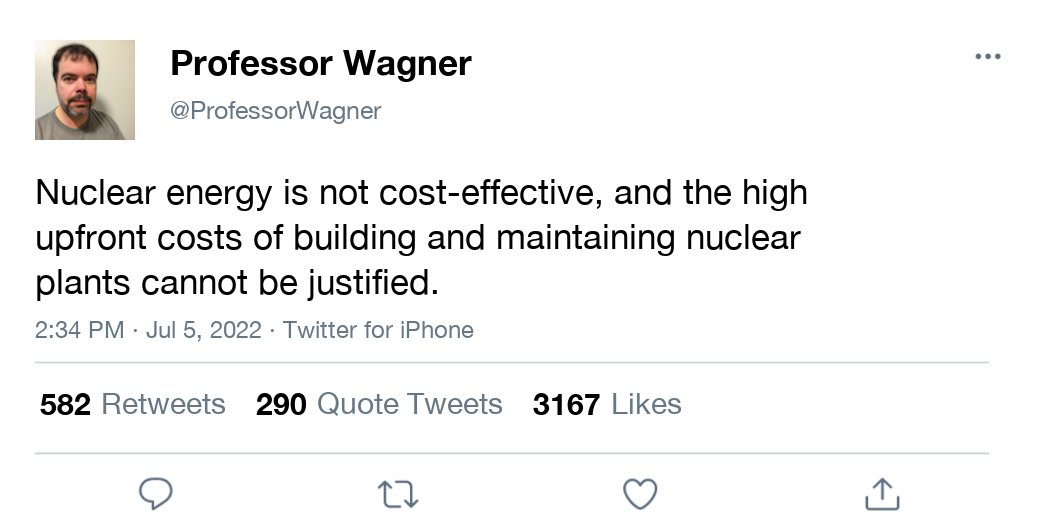 Professor Wagner
@ProfessorWagner
Nuclear energy is not cost-effective, and the high
upfront costs of building and maintaining nuclear
plants cannot be justified.
2:34 PM · Jul 5, 2022 · Twitter for iPhone
582 Retweets 290 Quote Tweets 3167 Likes